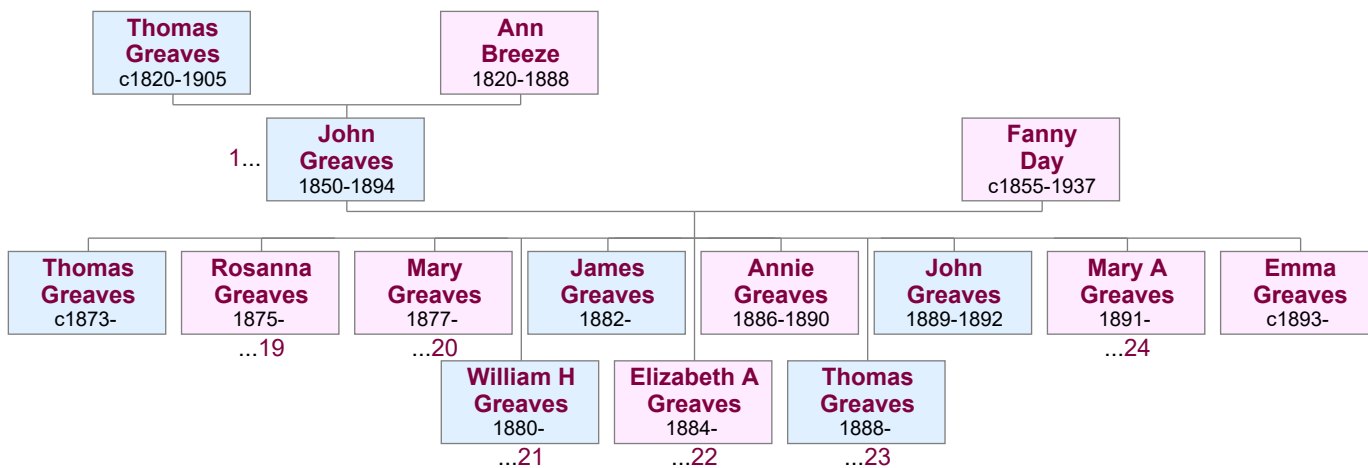 Thomas
Greaves
c1820-1905
Ann
Breeze
1820-1888
1...
John
Greaves
1850-1894
Fanny
Day
c1855-1937
Thomas
Greaves
c1873-
Rosanna
Greaves
1875-
...19
Mary
Greaves
1877-
...20
William H
Greaves
1880-
...21
James
Greaves
1882-
Elizabeth A
Greaves
1884-
...22
Annie
Greaves
1886-1890
Thomas
Greaves
1888-
...23
John
Greaves
1889-1892
Mary A
Greaves
1891-
...24
Emma
Greaves
c1893-